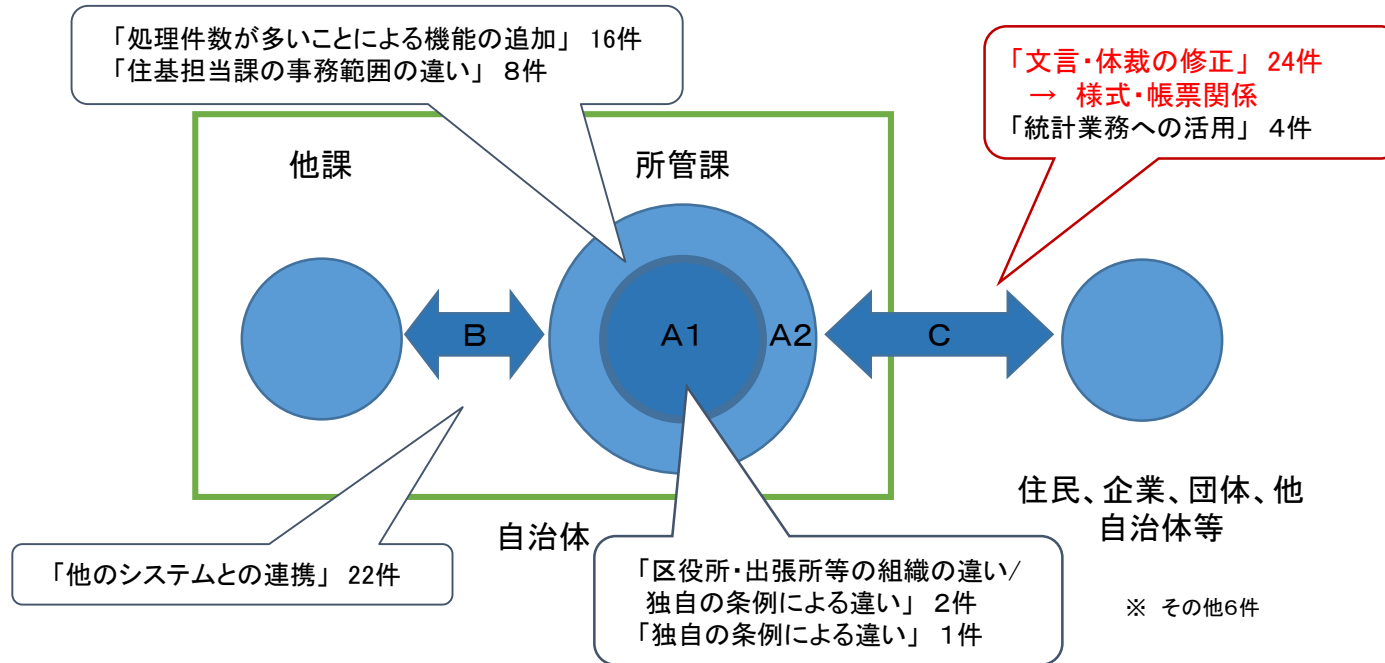 「処理件数が多いことによる機能の追加」 16件
「住基担当課の事務範囲の違い」 8件
「文言・体裁の修正」 24件
→ 様式・帳票関係
「統計業務への活用」 4件
他課
所管課
B
A1
A2
C
住民、企業、団体、他
自治体等
自治体
「他のシステムとの連携」 22件
「区役所・出張所等の組織の違い/
独自の条例による違い」 2件
「独自の条例による違い」 1件
※ その他6件